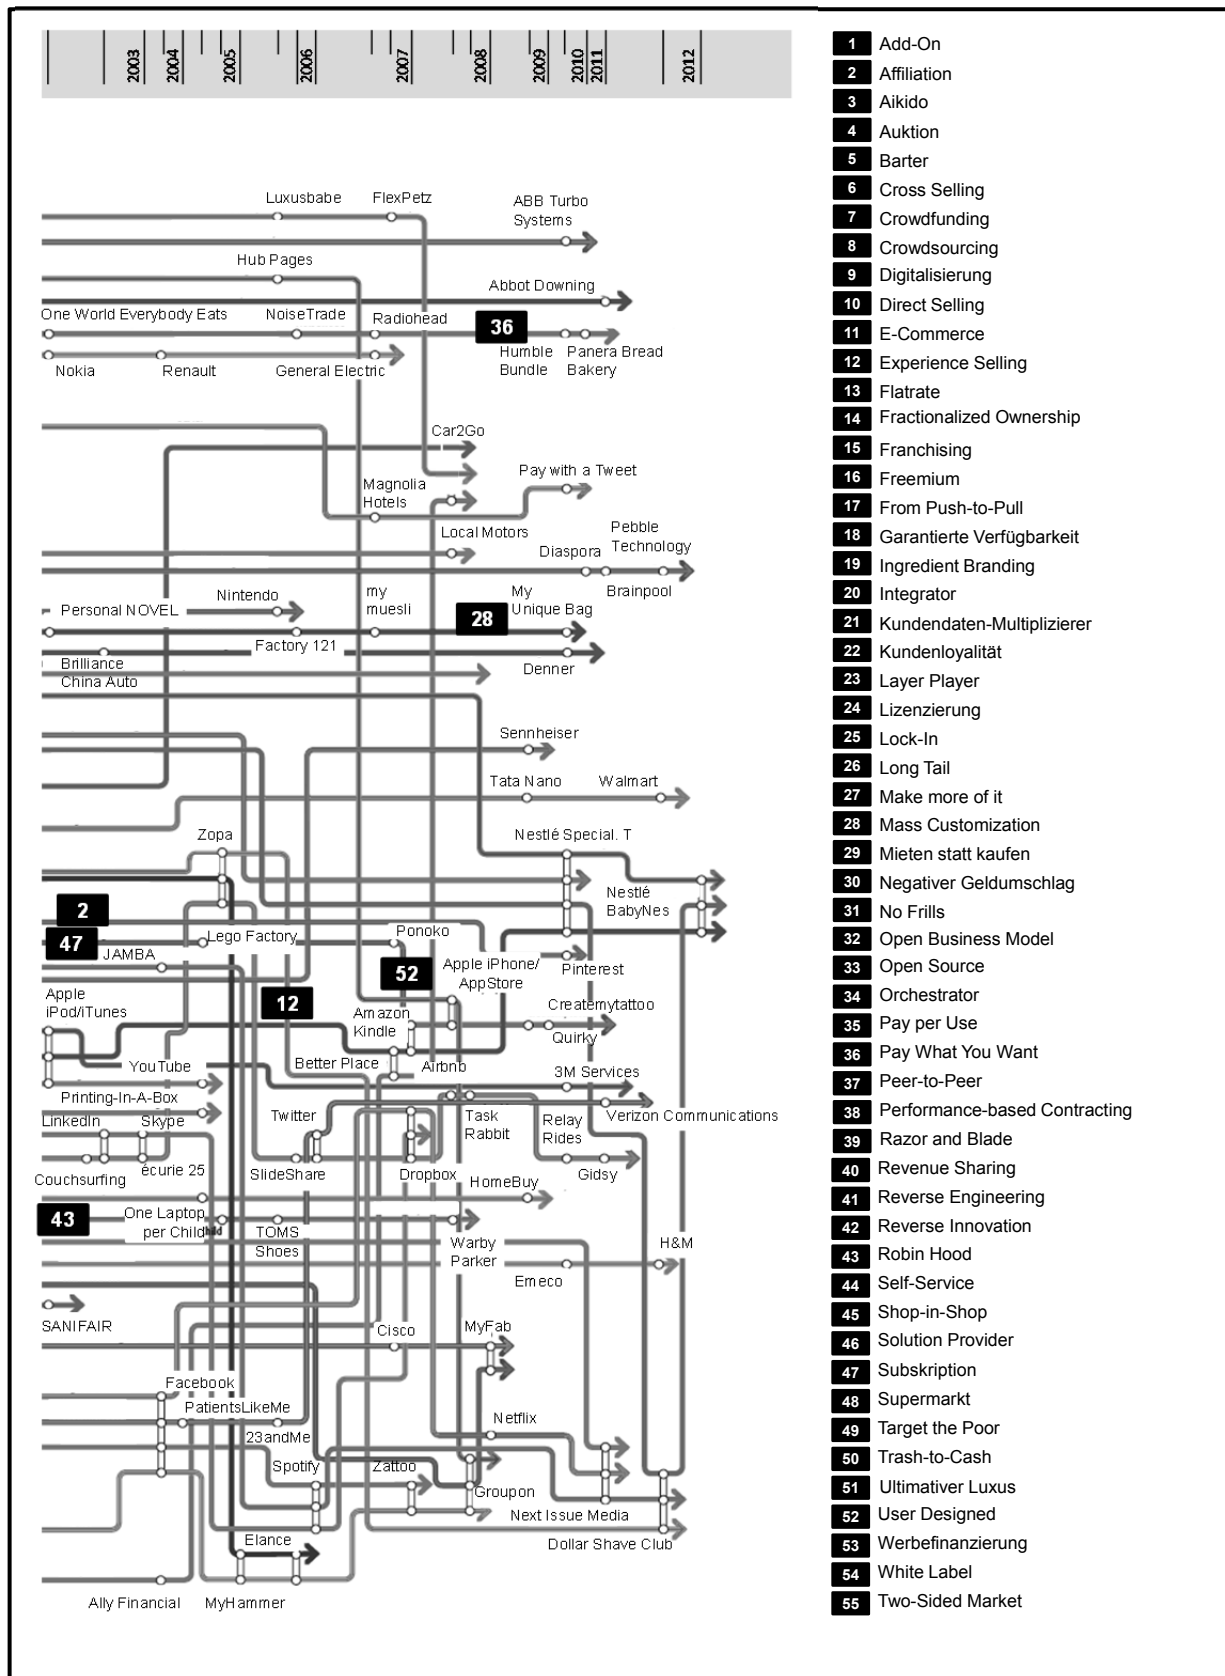 2003 2004 2005 2006 2007 2008 2009 2010 2011 2012
Luxusbabe
FlexPetz
ABB Turbo
Systems
Hub Pages
Abbot Downing
One World Everybody Eats
NoiseTrade
Radiohead
36
Humble
Bundle
Panera Bread
Bakery
Nokia
Renault
General Electric
Car2Go
Magnolia
Hotels
Pay with a Tweet
Local Motors
Diaspora
Pebble
Technology
Brainpool
Personal NOVEL
Nintendo
my
muesli
28
My
Unique Bag
Factory 121
Brilliance
China Auto
Denner
Sennheiser
Tata Nano
Walmart
Zopa
Nestlé Special. T
Nestlé
BabyNes
2
47
JAMBA
Lego Factory
Ponoko
52
Apple iPhone/
AppStore
Pinterest
Apple
iPod/iTunes
12
Amazon
Kindle
Createmytattoo
Quirky
YouTube
Better Place
Airbnb
3M Services
Printing-In-A-Box
LinkedIn
Skype
Twitter
Task
Rabbit
Relay
Rides
Verizon Communications
écurie 25
Couchsurfing
SlideShare
Dropbox
HomeBuy
Gidsy
43
One Laptop
per Child
TOMS
Shoes
Warby
Parker
H&M
Emeco
SANIFAIR
Cisco
MyFab
Facebook
PatientsLikeMe
23andMe
Netflix
Spotify
Zattoo
Groupon
Next Issue Media
Elance
Dollar Shave Club
Ally Financial
MyHammer
1 Add-On
2 Affiliation
3 Aikido
4 Auktion
5 Barter
6 Cross Selling
7 Crowdfunding
8 Crowdsourcing
9 Digitalisierung
10 Direct Selling
11 E-Commerce
12 Experience Selling
13 Flatrate
14 Fractionalized Ownership
15 Franchising
16 Freemium
17 From Push-to-Pull
18 Garantierte Verfügbarkeit
19 Ingredient Branding
20 Integrator
21 Kundendaten-Multiplizierer
22 Kundenloyalität
23 Layer Player
24 Lizenzierung
25 Lock-In
26 Long Tail
27 Make more of it
28 Mass Customization
29 Mieten statt kaufen
30 Negativer Geldumschlag
31 No Frills
32 Open Business Model
33 Open Source
34 Orchestrator
35 Pay per Use
36 Pay What You Want
37 Peer-to-Peer
38 Performance-based Contracting
39 Razor and Blade
40 Revenue Sharing
41 Reverse Engineering
42 Reverse Innovation
43 Robin Hood
44 Self-Service
45 Shop-in-Shop
46 Solution Provider
47 Subskription
48 Supermarkt
49 Target the Poor
50 Trash-to-Cash
51 Ultimativer Luxus
52 User Designed
53 Werbefinanzierung
54 White Label
55 Two-Sided Market